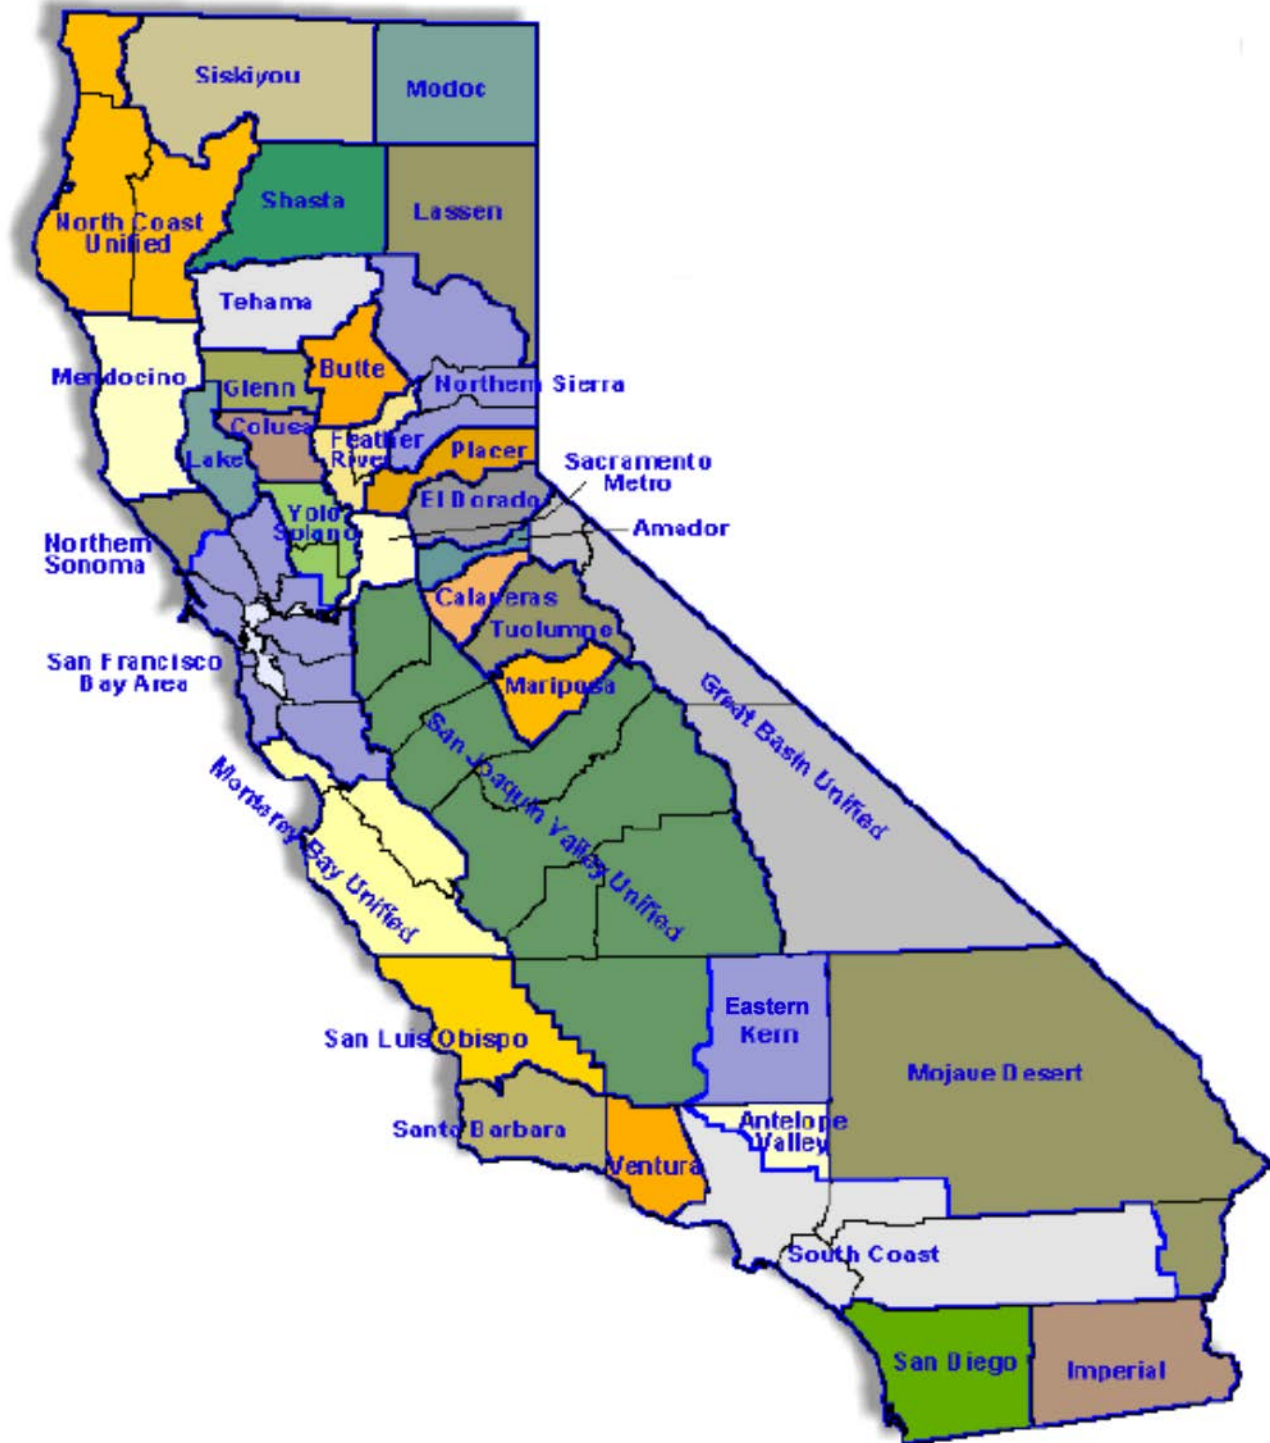 Siskiyou
Modoc
Shasta
Lassen
North Coast
Unified
Tehama
Mendocino
Glenn
Butte
Northern Sierra
Colusa
Lake
Feather
River
Placer
Sacramento
Metro
El Dorado
Yolo
Solano
Amador
Northern
Sonoma
Calaveras
Tuolumne
San Francisco
Bay Area
Mariposa
Great Basin Unified
San Joaquin Valley Unified
Monterey Bay Unified
Eastern
Kern
San Luis Obispo
Mojave Desert
Santa Barbara
Antelope
Valley
Ventura
South Coast
San Diego
Imperial